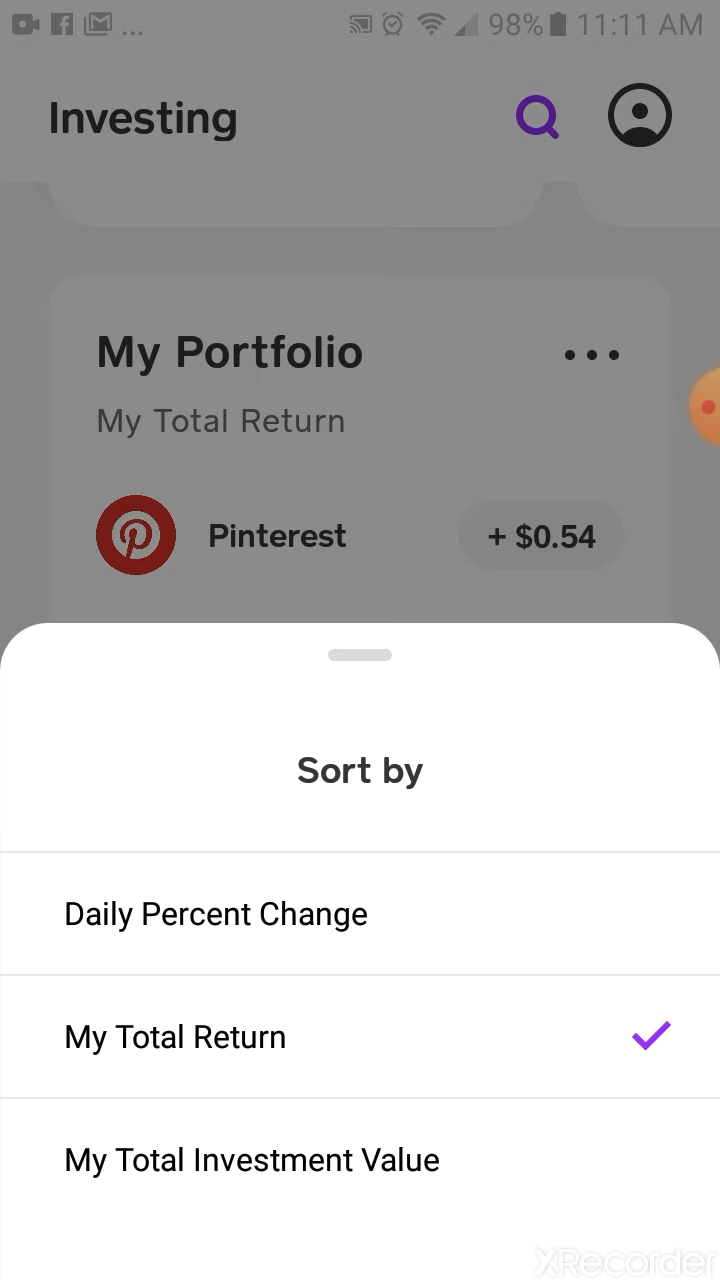 ... 98% 11:11 AM
Investing
My Portfolio
My Total Return
Pinterest + $0.54
Sort by
Daily Percent Change
My Total Return
My Total Investment Value
XRecorder